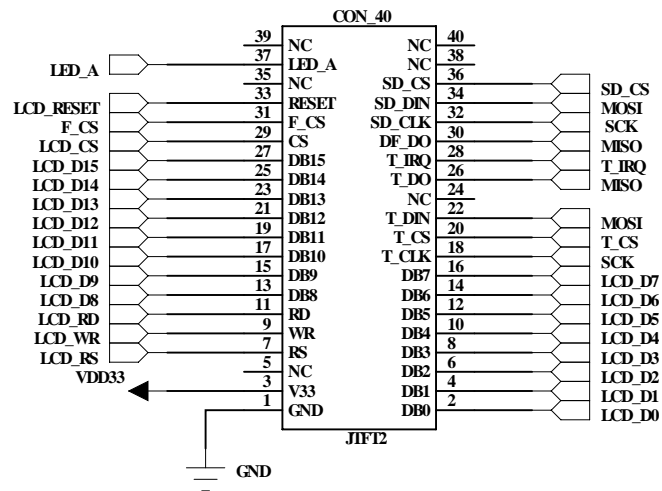 CON_40
39 NC NC 40
LED_A 37 LED_A NC 38
35 NC SD_CS 36 SD_CS
LCD_RESET 33 RESET SD_DIN 34 MOSI
F_CS 31 F_CS SD_CLK 32 SCK
LCD_CS 29 CS DF_DO 30 MISO
LCD_D15 27 DB15 T_IRQ 28 T_IRQ
LCD_D14 25 DB14 T_DO 26 MISO
LCD_D13 23 DB13 NC 24
LCD_D12 21 DB12 T_DIN 22 MOSI
LCD_D11 19 DB11 T_CS 20 T_CS
LCD_D10 17 DB10 T_CLK 18 SCK
LCD_D9 15 DB9 DB7 16 LCD_D7
LCD_D8 13 DB8 DB6 14 LCD_D6
LCD_RD 11 RD DB5 12 LCD_D5
LCD_WR 9 WR DB4 10 LCD_D4
LCD_RS 7 RS DB3 8 LCD_D3
5 NC DB2 6 LCD_D2
VDD33 3 V33 DB1 4 LCD_D1
1 GND DB0 2 LCD_D0
JTFT2
GND